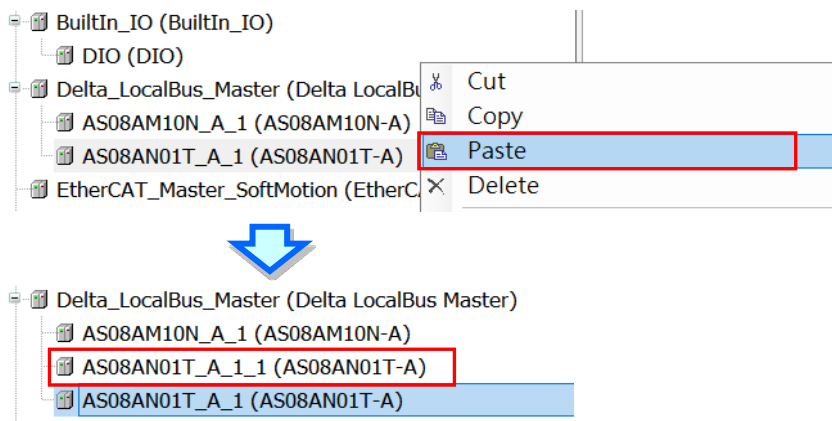 BuiltIn_IO (BuiltIn_IO)
DIO (DIO)
Delta_LocalBus_Master (Delta LocalBu
AS08AM10N_A_1 (AS08AM10N-A)
AS08AN01T_A_1 (AS08AN01T-A)
EtherCAT_Master_SoftMotion (EtherC
Cut
Copy
Paste
Delete
Delta_LocalBus_Master (Delta LocalBus Master)
AS08AM10N_A_1 (AS08AM10N-A)
AS08AN01T_A_1_1 (AS08AN01T-A)
AS08AN01T_A_1 (AS08AN01T-A)